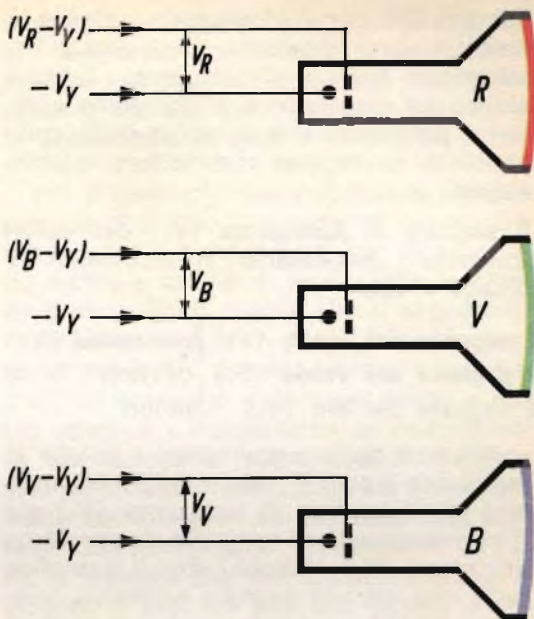 (V_R–V_Y)
V_R
–V_Y
R
(V_B–V_Y)
V_B
–V_Y
V
(V_V–V_Y)
V_V
–V_Y
B